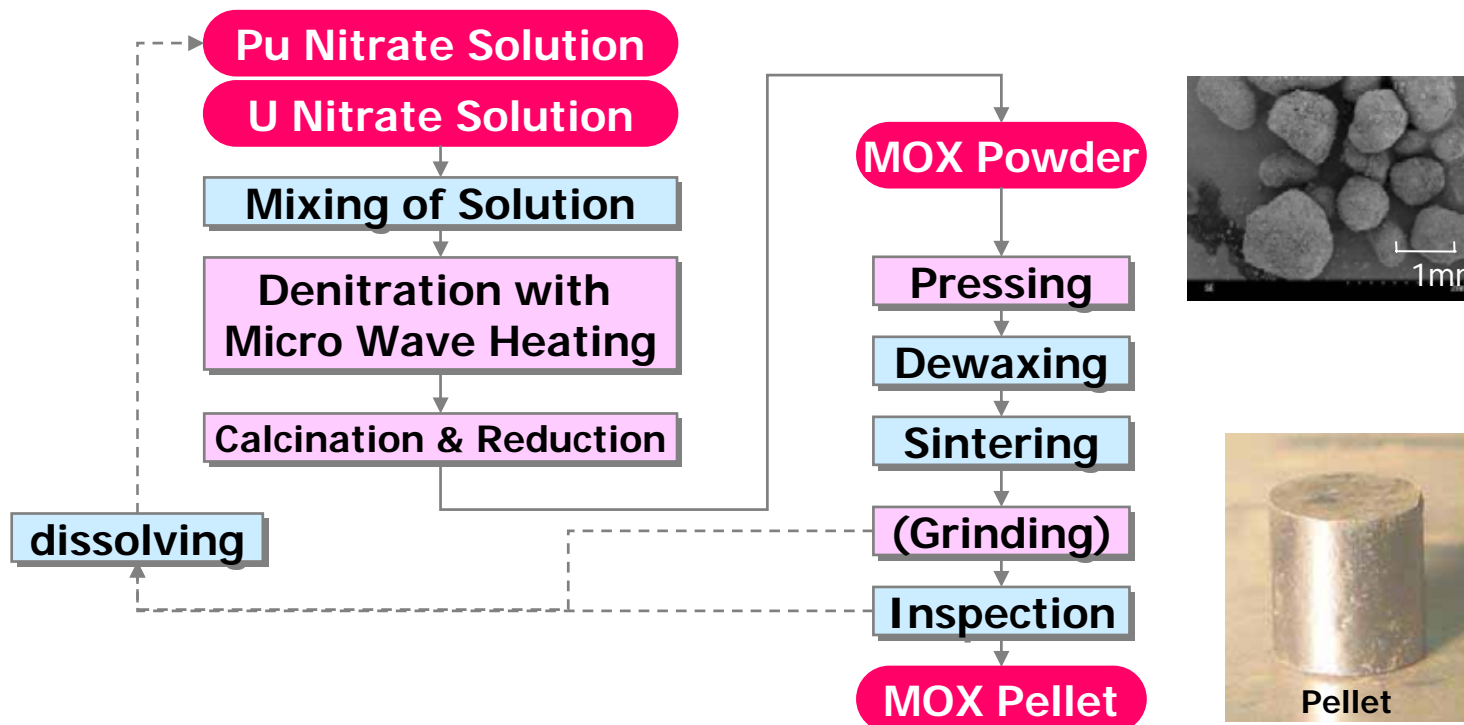 Pu Nitrate Solution
U Nitrate Solution
Mixing of Solution
Denitration with
Micro Wave Heating
Calcination & Reduction
dissolving
MOX Powder
Pressing
Dewaxing
Sintering
(Grinding)
Inspection
MOX Pellet
1mm
Pellet